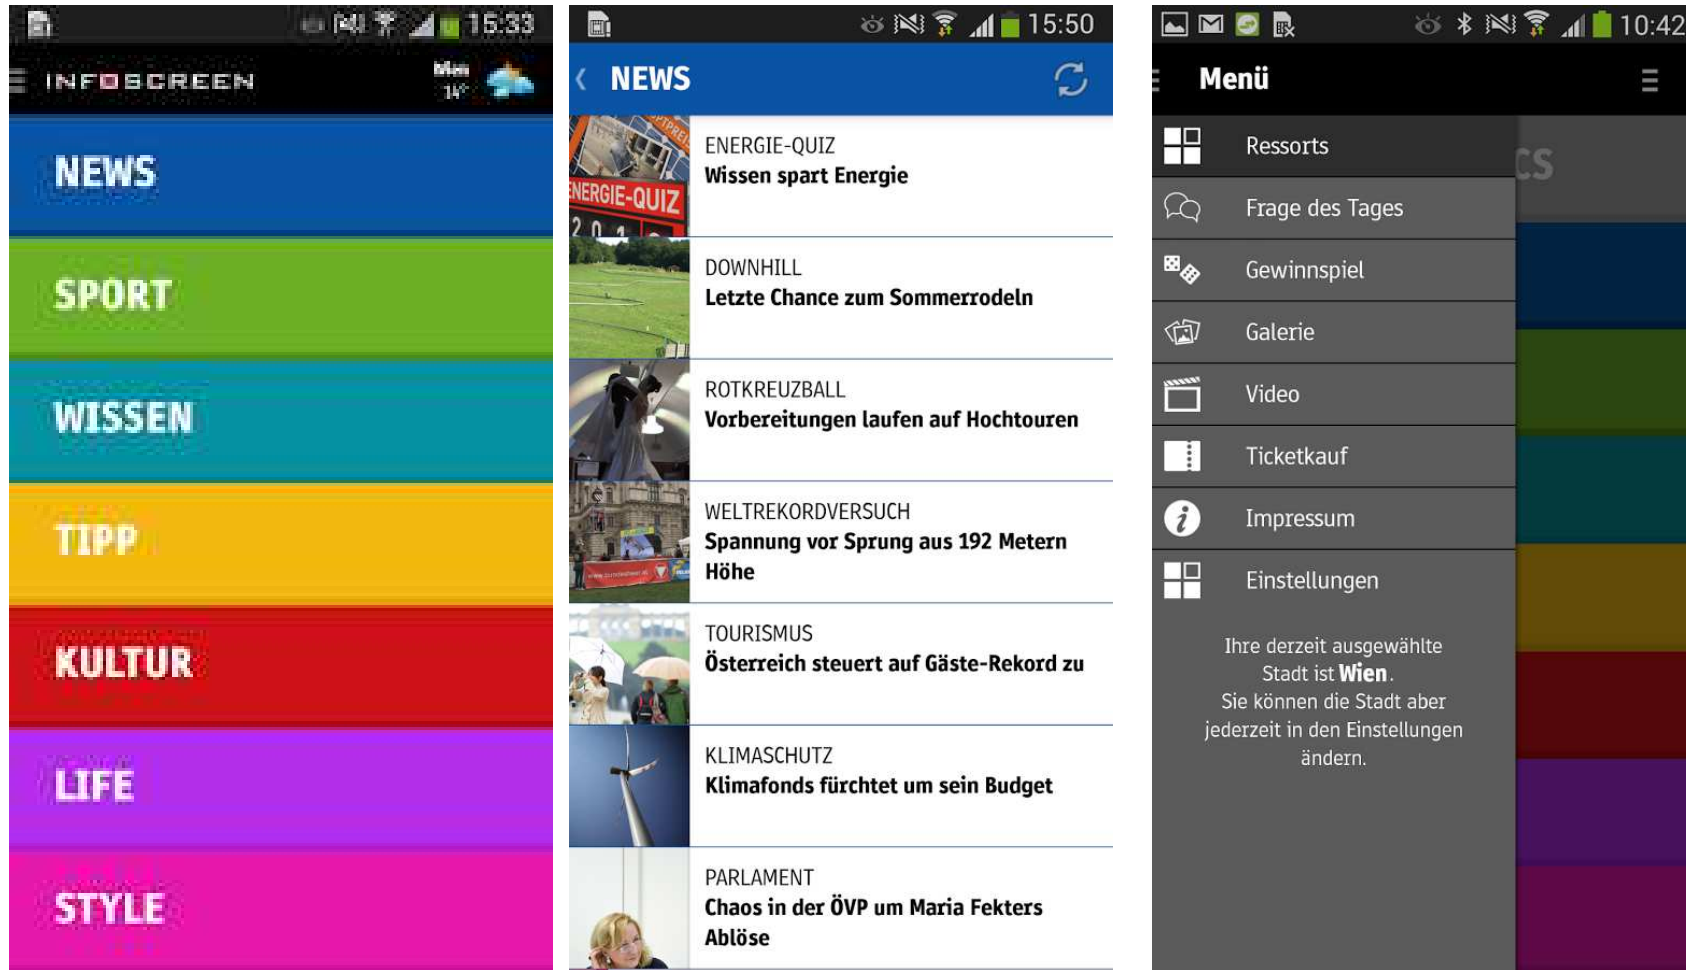 15:33
INFOSCREEN
Wien
14°
NEWS
SPORT
WISSEN
TIPP
KULTUR
LIFE
STYLE
15:50
NEWS
ENERGIE-QUIZ
Wissen spart Energie
DOWNHILL
Letzte Chance zum Sommerrodeln
ROTKREUZBALL
Vorbereitungen laufen auf Hochtouren
WELTREKORDVERSUCH
Spannung vor Sprung aus 192 Metern
Höhe
TOURISMUS
Österreich steuert auf Gäste-Rekord zu
KLIMASCHUTZ
Klimafonds fürchtet um sein Budget
PARLAMENT
Chaos in der ÖVP um Maria Fekters
Ablöse
ENERGIE-QUIZ
10:42
Menü
Ressorts
CS
Frage des Tages
Gewinnspiel
Galerie
Video
Ticketkauf
Impressum
Einstellungen
Ihre derzeit ausgewählte
Stadt ist Wien.
Sie können die Stadt aber
jederzeit in den Einstellungen
ändern.